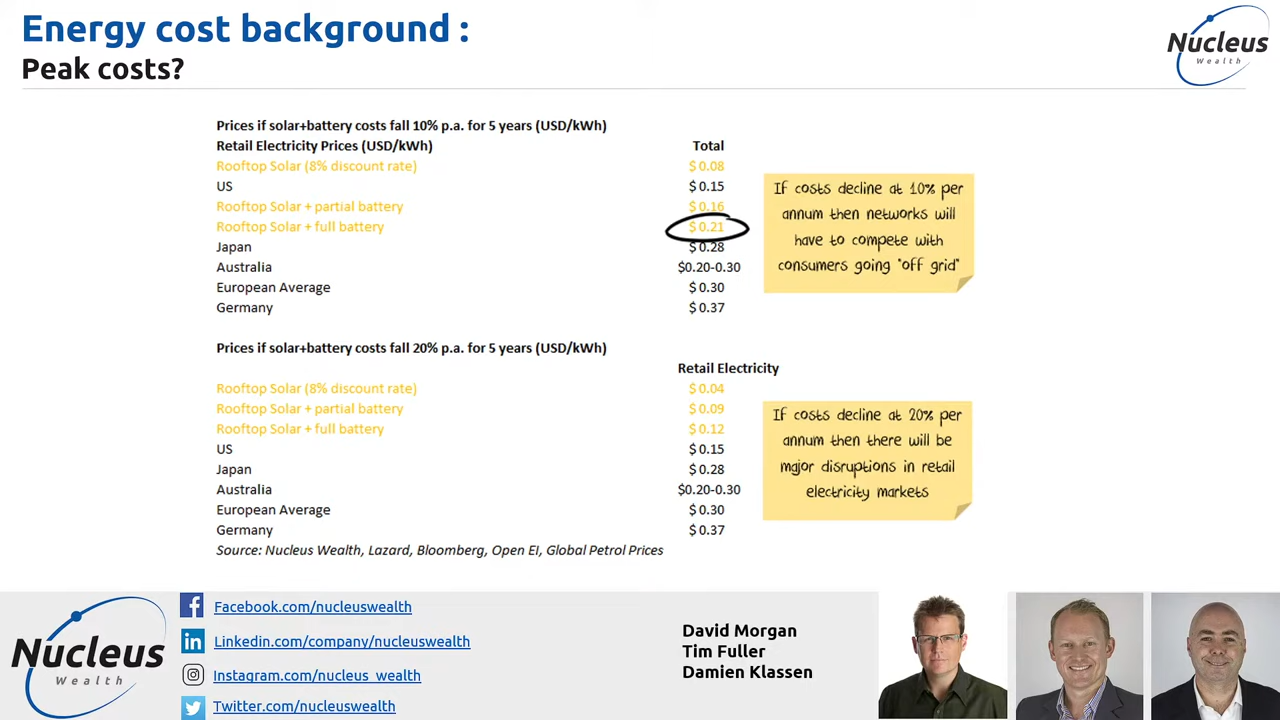 Energy cost background :
Peak costs?
Nucleus
Wealth
Prices if solar+battery costs fall 10% p.a. for 5 years (USD/kWh)
Retail Electricity Prices (USD/kWh) Total
Rooftop Solar (8% discount rate) $ 0.08
US $ 0.15
Rooftop Solar + partial battery $ 0.16
Rooftop Solar + full battery $ 0.21
Japan $ 0.28
Australia $0.20-0.30
European Average $ 0.30
Germany $ 0.37
If costs decline at 10% per
annum then networks will
have to compete with
consumers going "off grid"
Prices if solar+battery costs fall 20% p.a. for 5 years (USD/kWh)
Retail Electricity
Rooftop Solar (8% discount rate) $ 0.04
Rooftop Solar + partial battery $ 0.09
Rooftop Solar + full battery $ 0.12
US $ 0.15
Japan $ 0.28
Australia $0.20-0.30
European Average $ 0.30
Germany $ 0.37
Source: Nucleus Wealth, Lazard, Bloomberg, Open EI, Global Petrol Prices
If costs decline at 20% per
annum then there will be
major disruptions in retail
electricity markets
Nucleus
Wealth
Facebook.com/nucleuswealth
Linkedin.com/company/nucleuswealth
Instagram.com/nucleus_wealth
Twitter.com/nucleuswealth
David Morgan
Tim Fuller
Damien Klassen